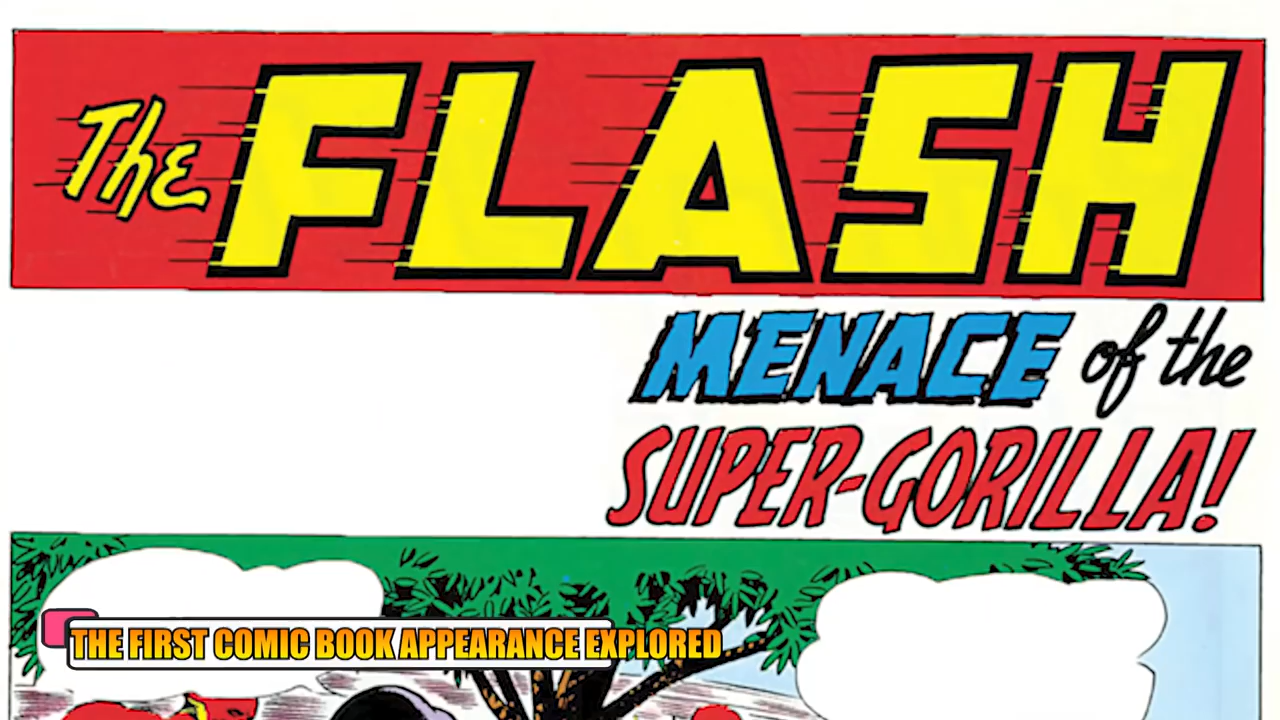 The FLASH
MENACE of the
SUPER-GORILLA!
THE FIRST COMIC BOOK APPEARANCE EXPLORED